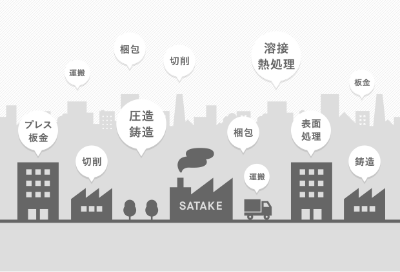 梱包
溶接
熱処理
切削
運搬
板金
プレス
板金
圧造
鋳造
表面
処理
梱包
切削
鋳造
運搬
SATAKE